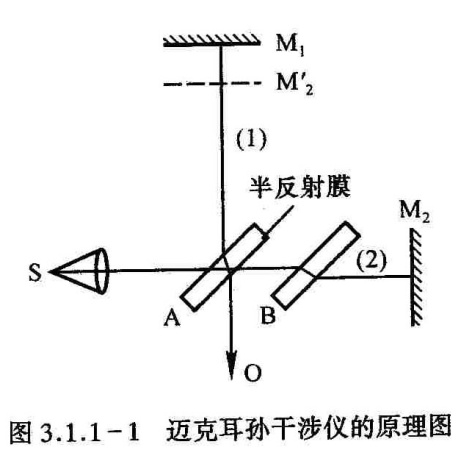 M₁
M′₂
(1)
半反射膜
M₂
S
(2)
A
B
O
图 3.1.1-1 迈克耳孙干涉仪的原理图